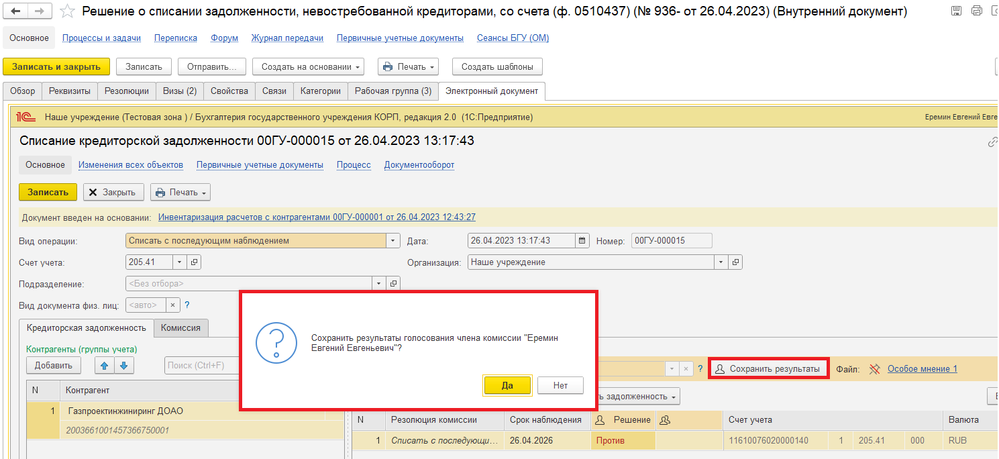 Решение о списании задолженности, невостребованной кредиторами, со счета (ф. 0510437) (№ 936- от 26.04.2023) (Внутренний документ)
Основное Процессы и задачи Переписка Форум Журнал передачи Первичные учетные документы Сеансы БГУ (ОМ)
Записать и закрыть Записать Отправить... Создать на основании Печать Создать шаблоны
Обзор Реквизиты Резолюции Визы (2) Свойства Связи Категории Рабочая группа (3) Электронный документ
1С Наше учреждение (Тестовая зона ) / Бухгалтерия государственного учреждения КОРП, редакция 2.0 (1С:Предприятие) Еремин Евгений Евге
Списание кредиторской задолженности 00ГУ-000015 от 26.04.2023 13:17:43
Основное Изменения всех объектов Первичные учетные документы Процесс Документооборот
Записать Закрыть Печать
Документ введен на основании: Инвентаризация расчетов с контрагентами 00ГУ-000001 от 26.04.2023 12:43:27
Вид операции: Списать с последующим наблюдением Дата: 26.04.2023 13:17:43 Номер: 00ГУ-000015
Счет учета: 205.41 Организация: Наше учреждение
Подразделение: <Без отбора>
Вид документа физ. лиц: <авто> × ?
Кредиторская задолженность Комиссия
Сохранить результаты голосования члена комиссии "Еремин
Евгений Евгеньевич"?
Да Нет
Контрагенты (группы учета)
Добавить Поиск (Ctrl+F)
× ? Сохранить результаты Файл: Особое мнение 1
ь задолженность
N Контрагент
1 Газпроектинжиниринг ДОАО
2003661001457366750001
N Резолюция комиссии Срок наблюдения Решение Счет учета Валюта
1 Списать с последующи... 26.04.2026 Против 11610076020000140 1 205.41 000 RUB